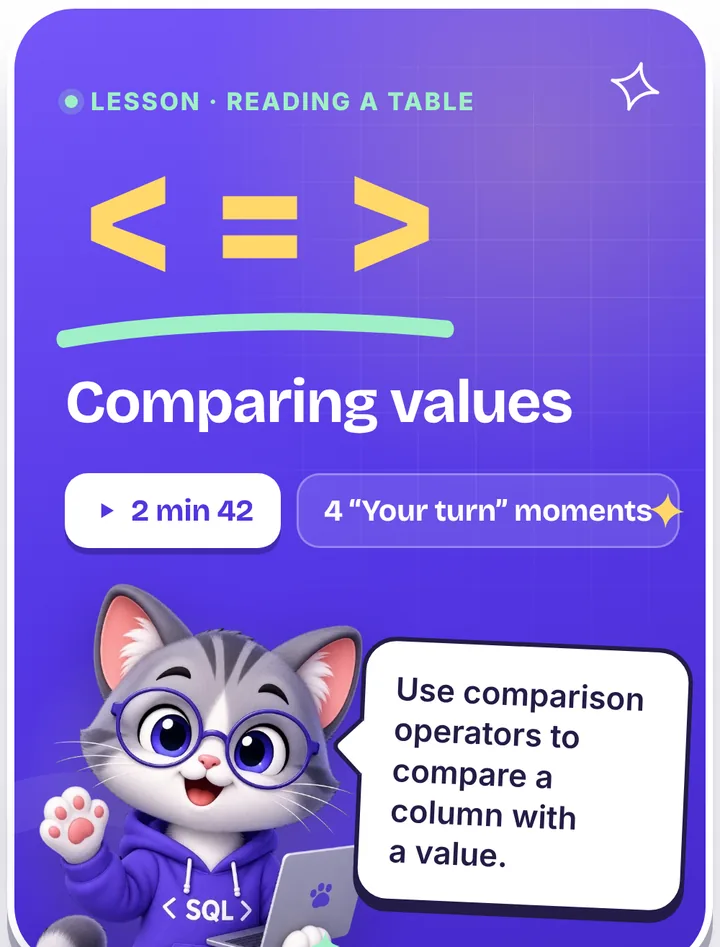 LESSON · READING A TABLE
< = >
Comparing values
2 min 42
4 “Your turn” moments
Use comparison
operators to
compare a
column with
a value.
< SQL >